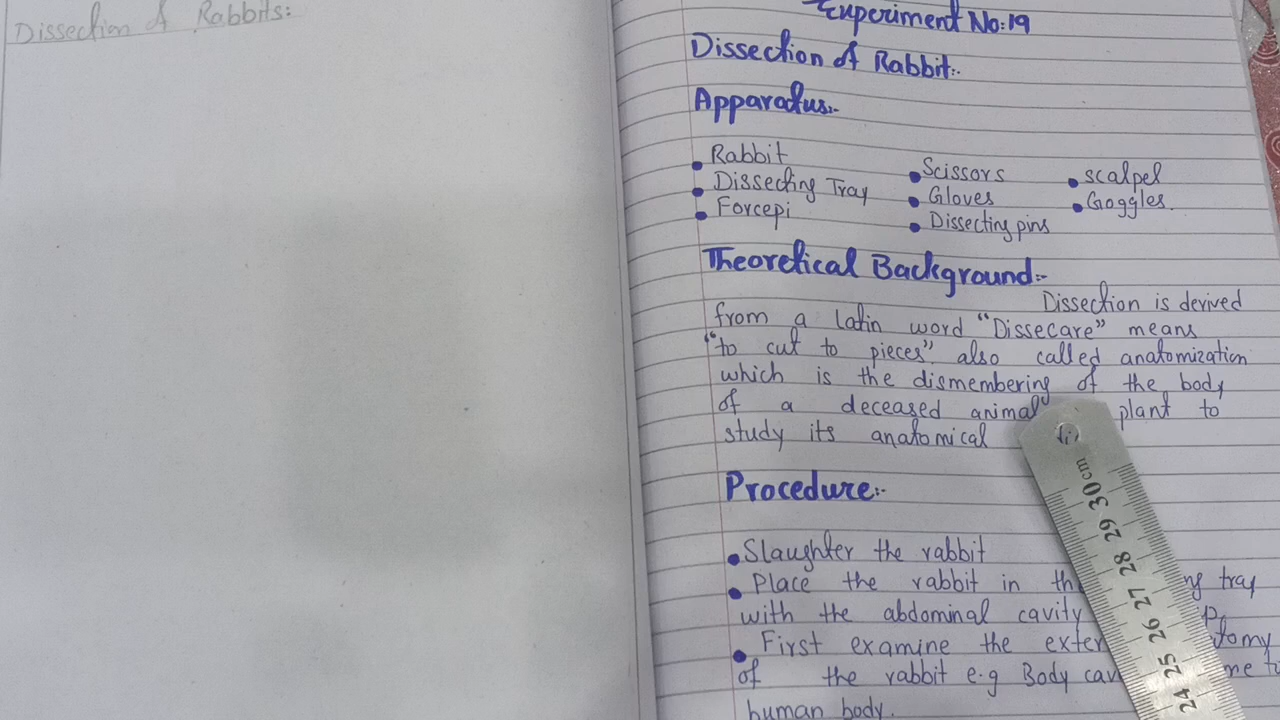 Dissection of Rabbits:
Experiment No:19
Dissection of Rabbit:-
Apparatus:-
• Rabbit
• Dissecting Tray
• Forcepi
• Scissors
• Gloves
• Dissecting pins
• scalpel
• Goggles.
Theoretical Background:-
Dissection is derived
from a Latin word "Dissecare" means
"to cut to pieces" also called anatomization
which is the dismembering of the body
of a deceased animal plant to
study its anatomical
Procedure:-
• Slaughter the rabbit
• Place the rabbit in tray
with the abdominal cavity
• First examine the
of the rabbit e.g Body
human body.
30cm
29
28
27
26
25
24